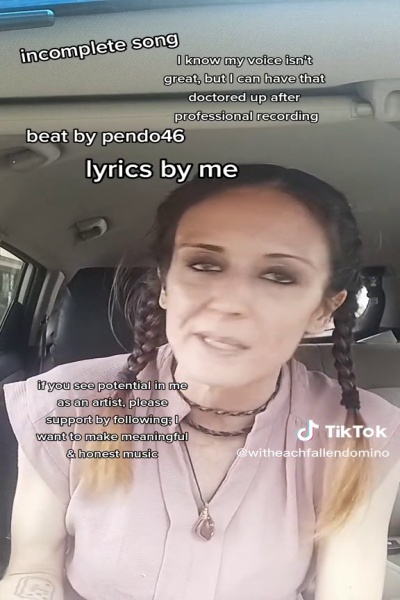 incomplete song
I know my voice isn't
great, but I can have that
doctored up after
professional recording
beat by pendo46
lyrics by me
if you see potential in me
as an artist, please
support by following; I
want to make meaningful
& honest music
TikTok
@witheachfallendomino